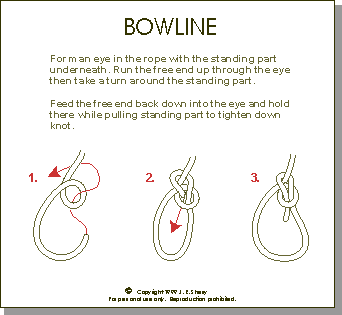 BOWLINE
Form an eye in the rope with the standing part
underneath. Run the free end up through the eye
then take a turn around the standing part.
Feed the free end back down into the eye and hold
there while pulling standing part to tighten down
knot.
1. 2. 3.
© Copyright 1999 J. E. Sheey
For personal use only. Reproduction prohibited.